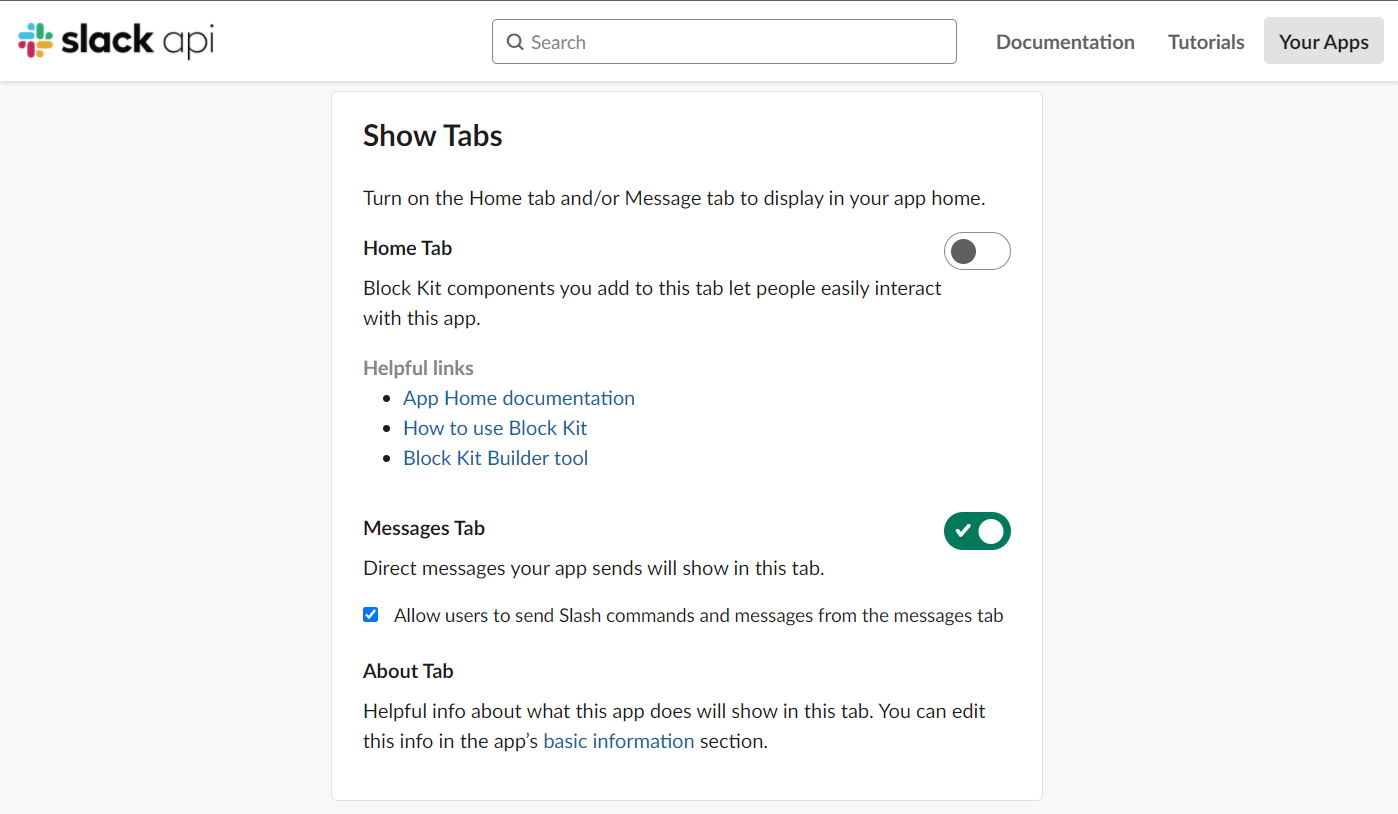 slack api
Search
Documentation
Tutorials
Your Apps
Show Tabs
Turn on the Home tab and/or Message tab to display in your app home.
Home Tab
Block Kit components you add to this tab let people easily interact
with this app.
Helpful links
App Home documentation
How to use Block Kit
Block Kit Builder tool
Messages Tab
Direct messages your app sends will show in this tab.
Allow users to send Slash commands and messages from the messages tab
About Tab
Helpful info about what this app does will show in this tab. You can edit
this info in the app’s basic information section.